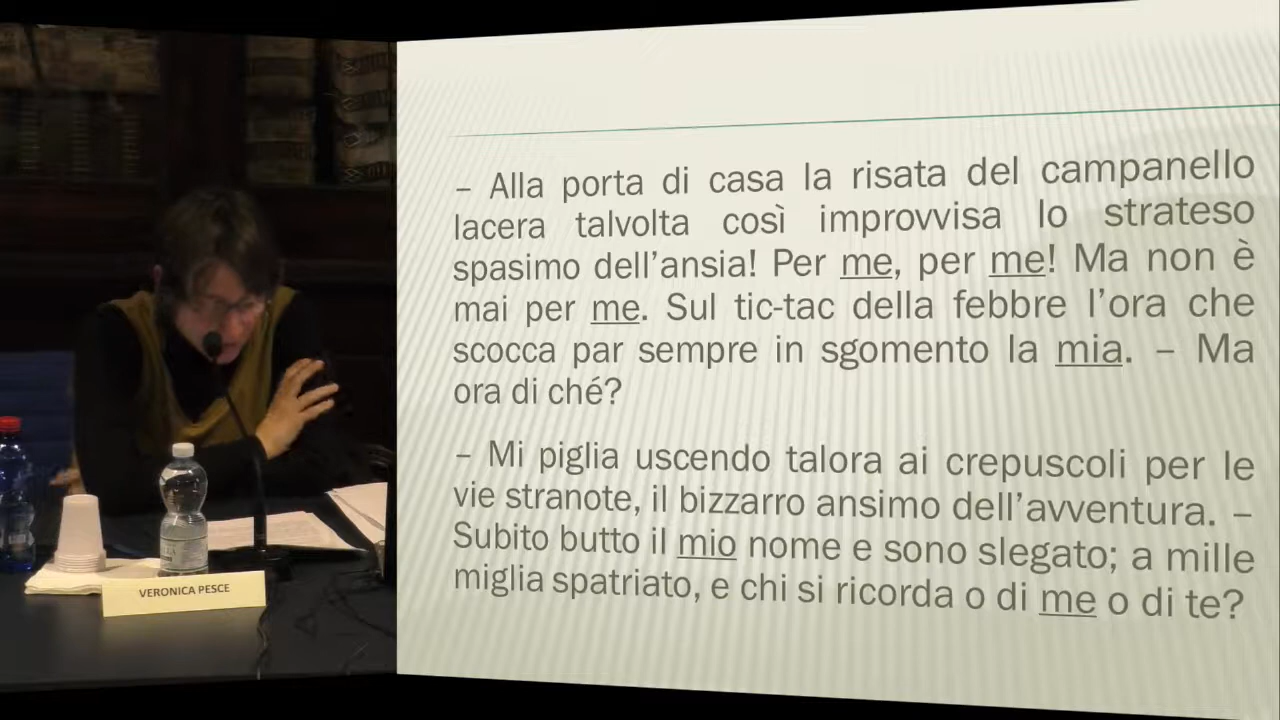 – Alla porta di casa la risata del campanello
lacera talvolta così improvvisa lo strateso
spasimo dell'ansia! Per me, per me! Ma non è
mai per me. Sul tic-tac della febbre l'ora che
scocca par sempre in sgomento la mia. – Ma
ora di ché?
– Mi piglia uscendo talora ai crepuscoli per le
vie stranote, il bizzarro ansimo dell'avventura. –
Subito butto il mio nome e sono slegato; a mille
miglia spatriato, e chi si ricorda o di me o di te?
VERONICA PESCE